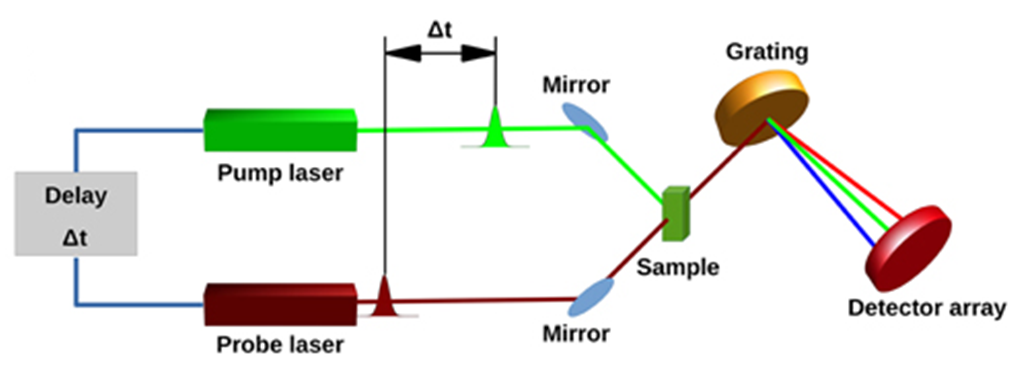 Δt
Grating
Mirror
Pump laser
Delay
Δt
Sample
Detector array
Mirror
Probe laser